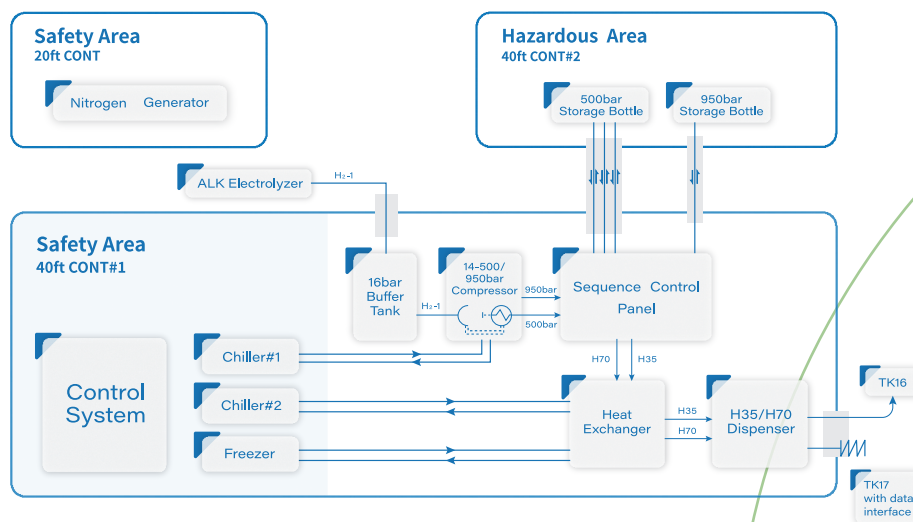 Safety Area
20ft CONT
Nitrogen Generator
Hazardous Area
40ft CONT#2
500bar
Storage Bottle
950bar
Storage Bottle
ALK Electrolyzer
H₂-1
Safety Area
40ft CONT#1
16bar
Buffer
Tank
H₂-1
14-500/
950bar
Compressor
950bar
500bar
Sequence Control
Panel
H70
H35
Control
System
Chiller#1
Chiller#2
Freezer
Heat
Exchanger
H35
H70
H35/H70
Dispenser
TK16
TK17
with data
interface